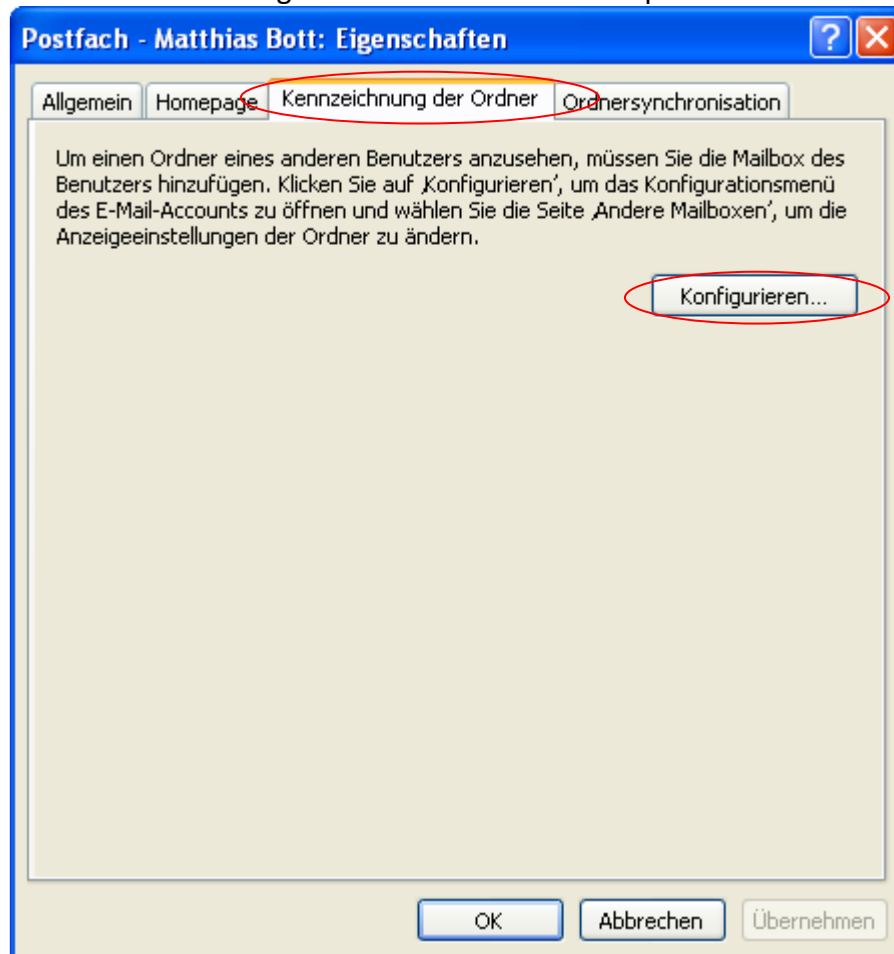 Postfach - Matthias Bott: Eigenschaften
Allgemein Homepage Kennzeichnung der Ordner Ordnersynchronisation
Um einen Ordner eines anderen Benutzers anzusehen, müssen Sie die Mailbox des
Benutzers hinzufügen. Klicken Sie auf ‚Konfigurieren’, um das Konfigurationsmenü
des E-Mail-Accounts zu öffnen und wählen Sie die Seite ‚Andere Mailboxen’, um die
Anzeigeeinstellungen der Ordner zu ändern.
Konfigurieren...
OK Abbrechen Übernehmen